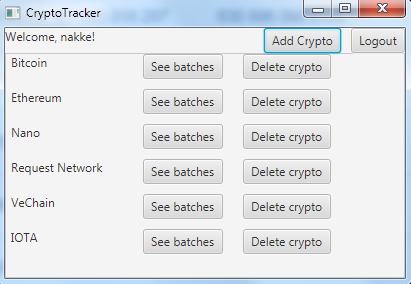 CryptoTracker
Welcome, nakke! Add Crypto Logout
Bitcoin See batches Delete crypto
Ethereum See batches Delete crypto
Nano See batches Delete crypto
Request Network See batches Delete crypto
VeChain See batches Delete crypto
IOTA See batches Delete crypto